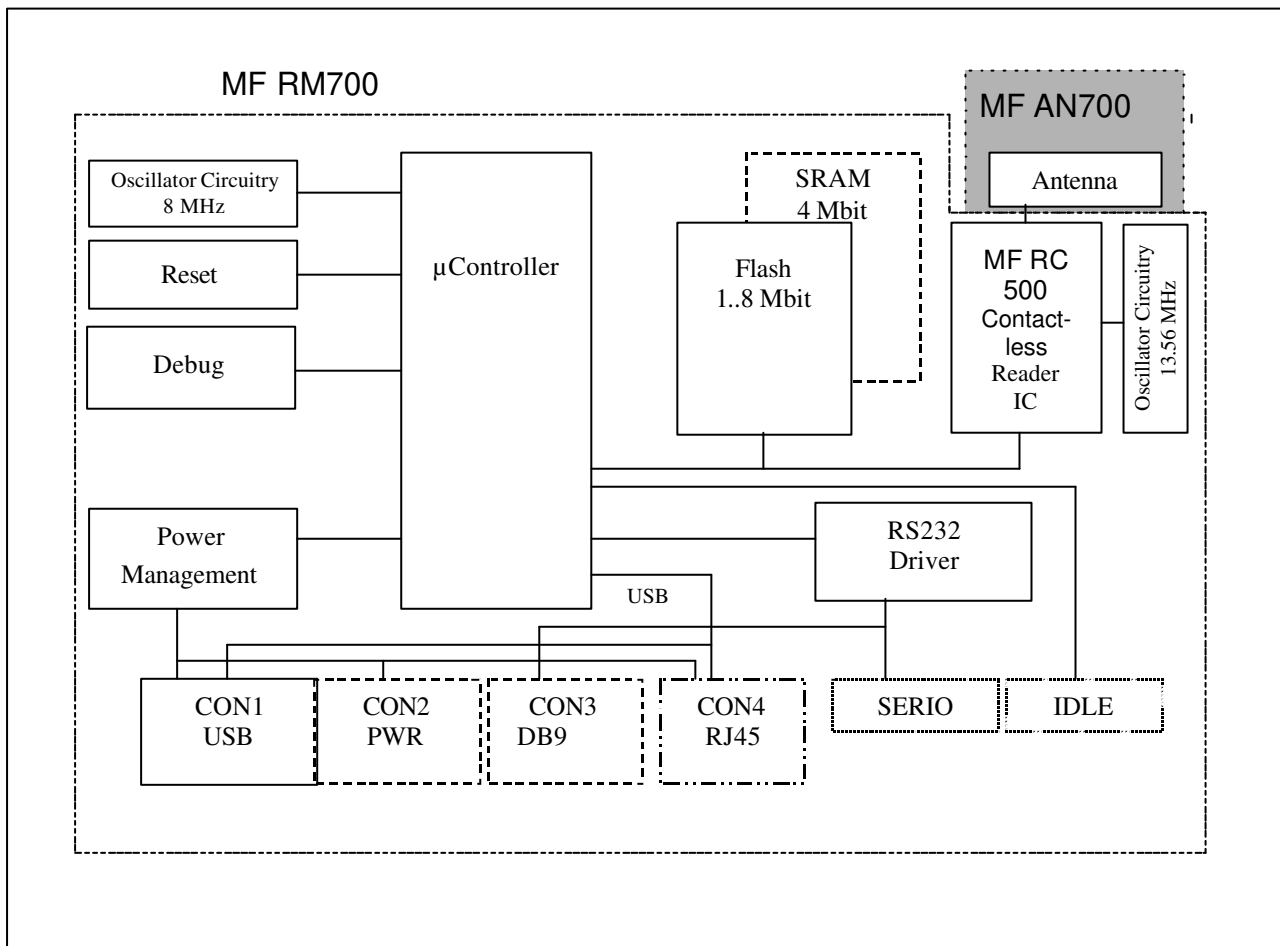 MF RM700
MF AN700
Antenna
Oscillator Circuitry
8 MHz
Reset
Debug
µController
SRAM
4 Mbit
Flash
1..8 Mbit
MF RC
500
Contact-
less
Reader
IC
Oscillator Circuitry
13.56 MHz
Power
Management
RS232
Driver
USB
CON1
USB
CON2
PWR
CON3
DB9
CON4
RJ45
SERIO
IDLE